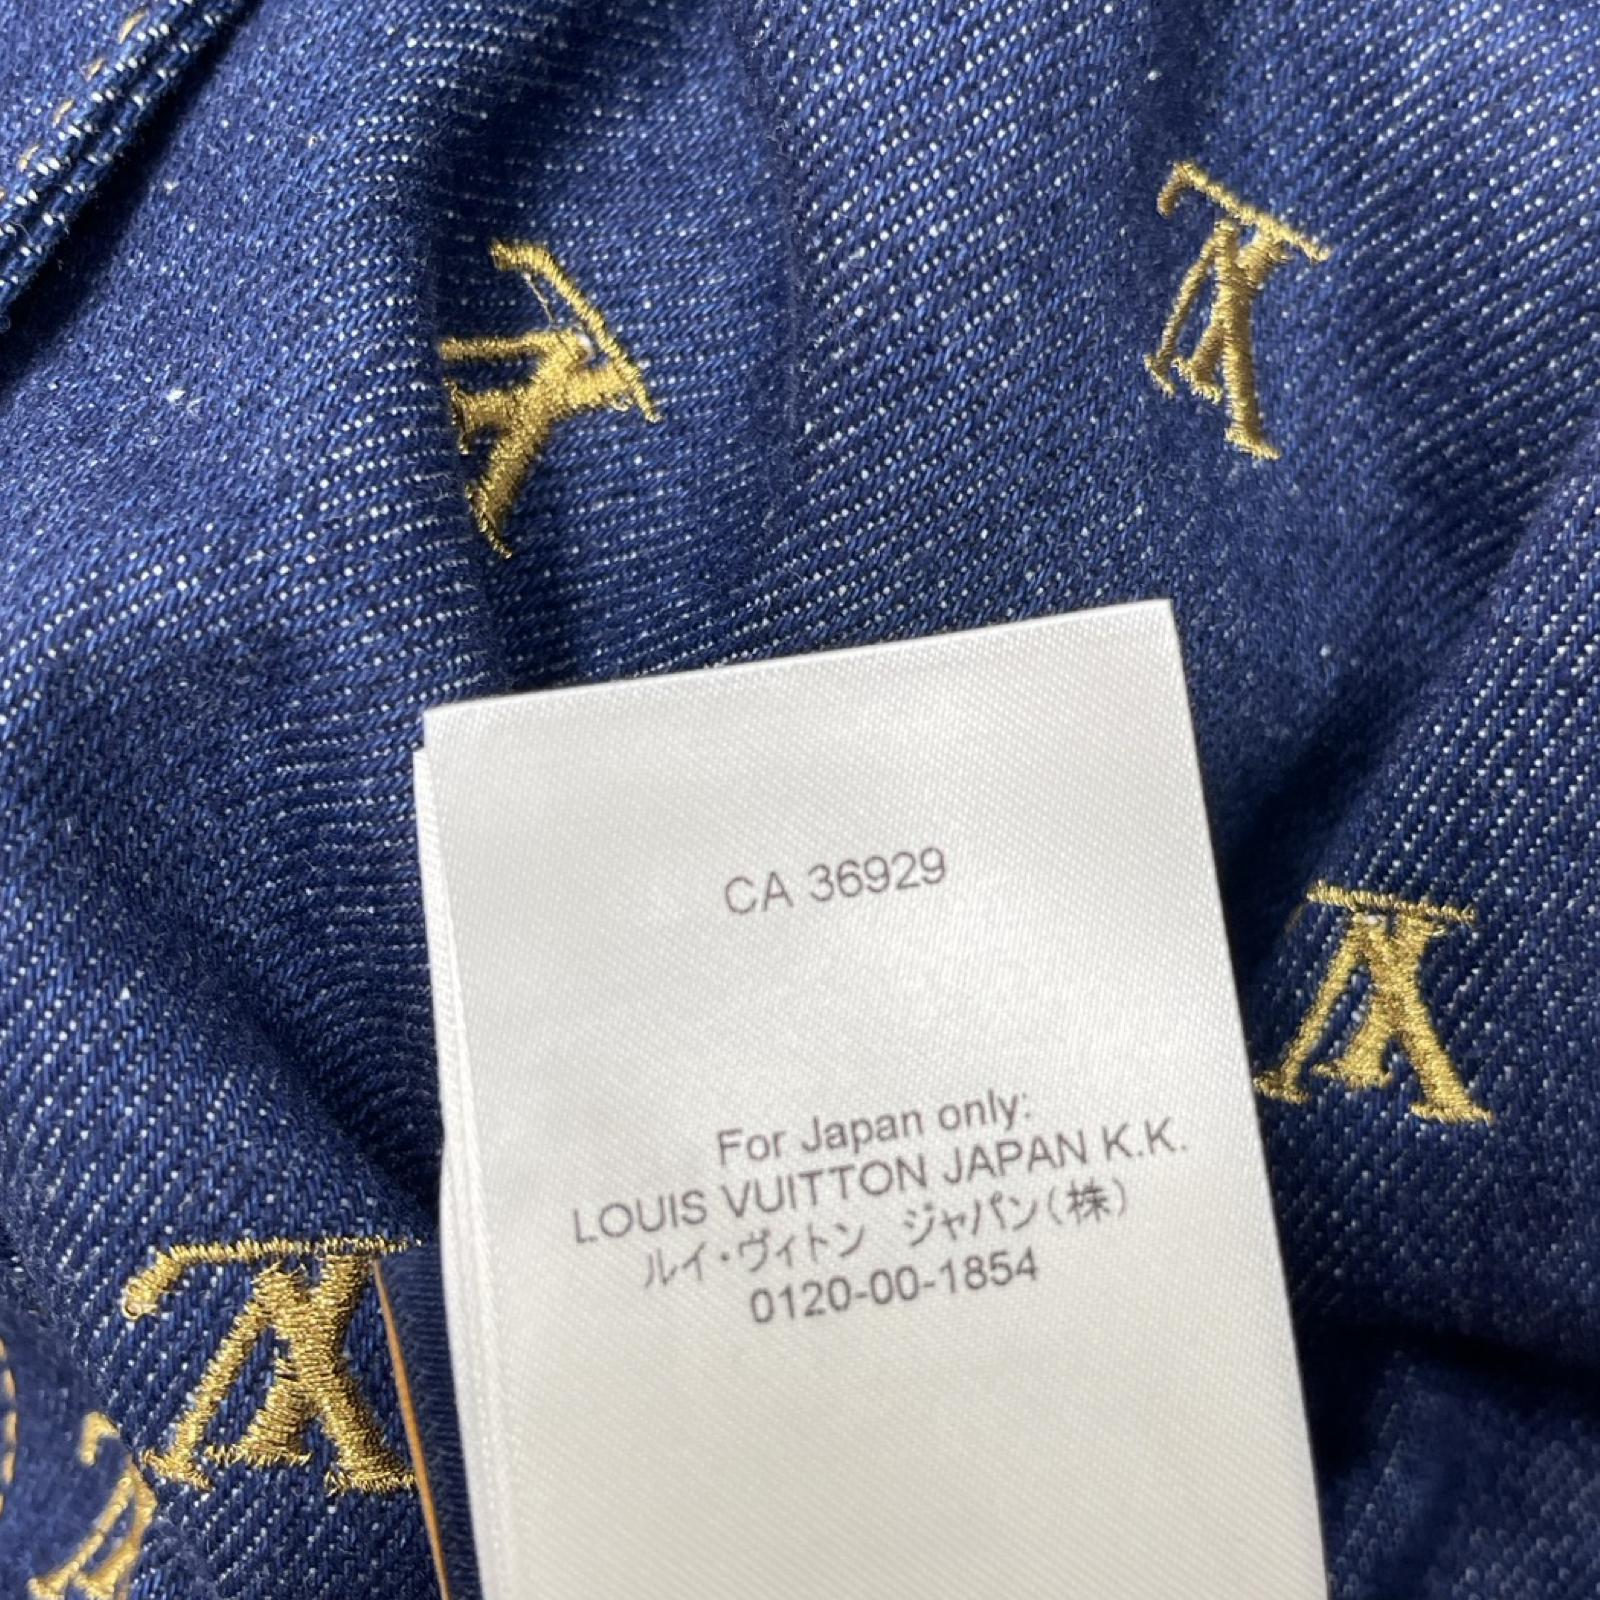 CA 36929
For Japan only:
LOUIS VUITTON JAPAN K.K.
ルイ・ヴィトン ジャパン(株)
0120-00-1854